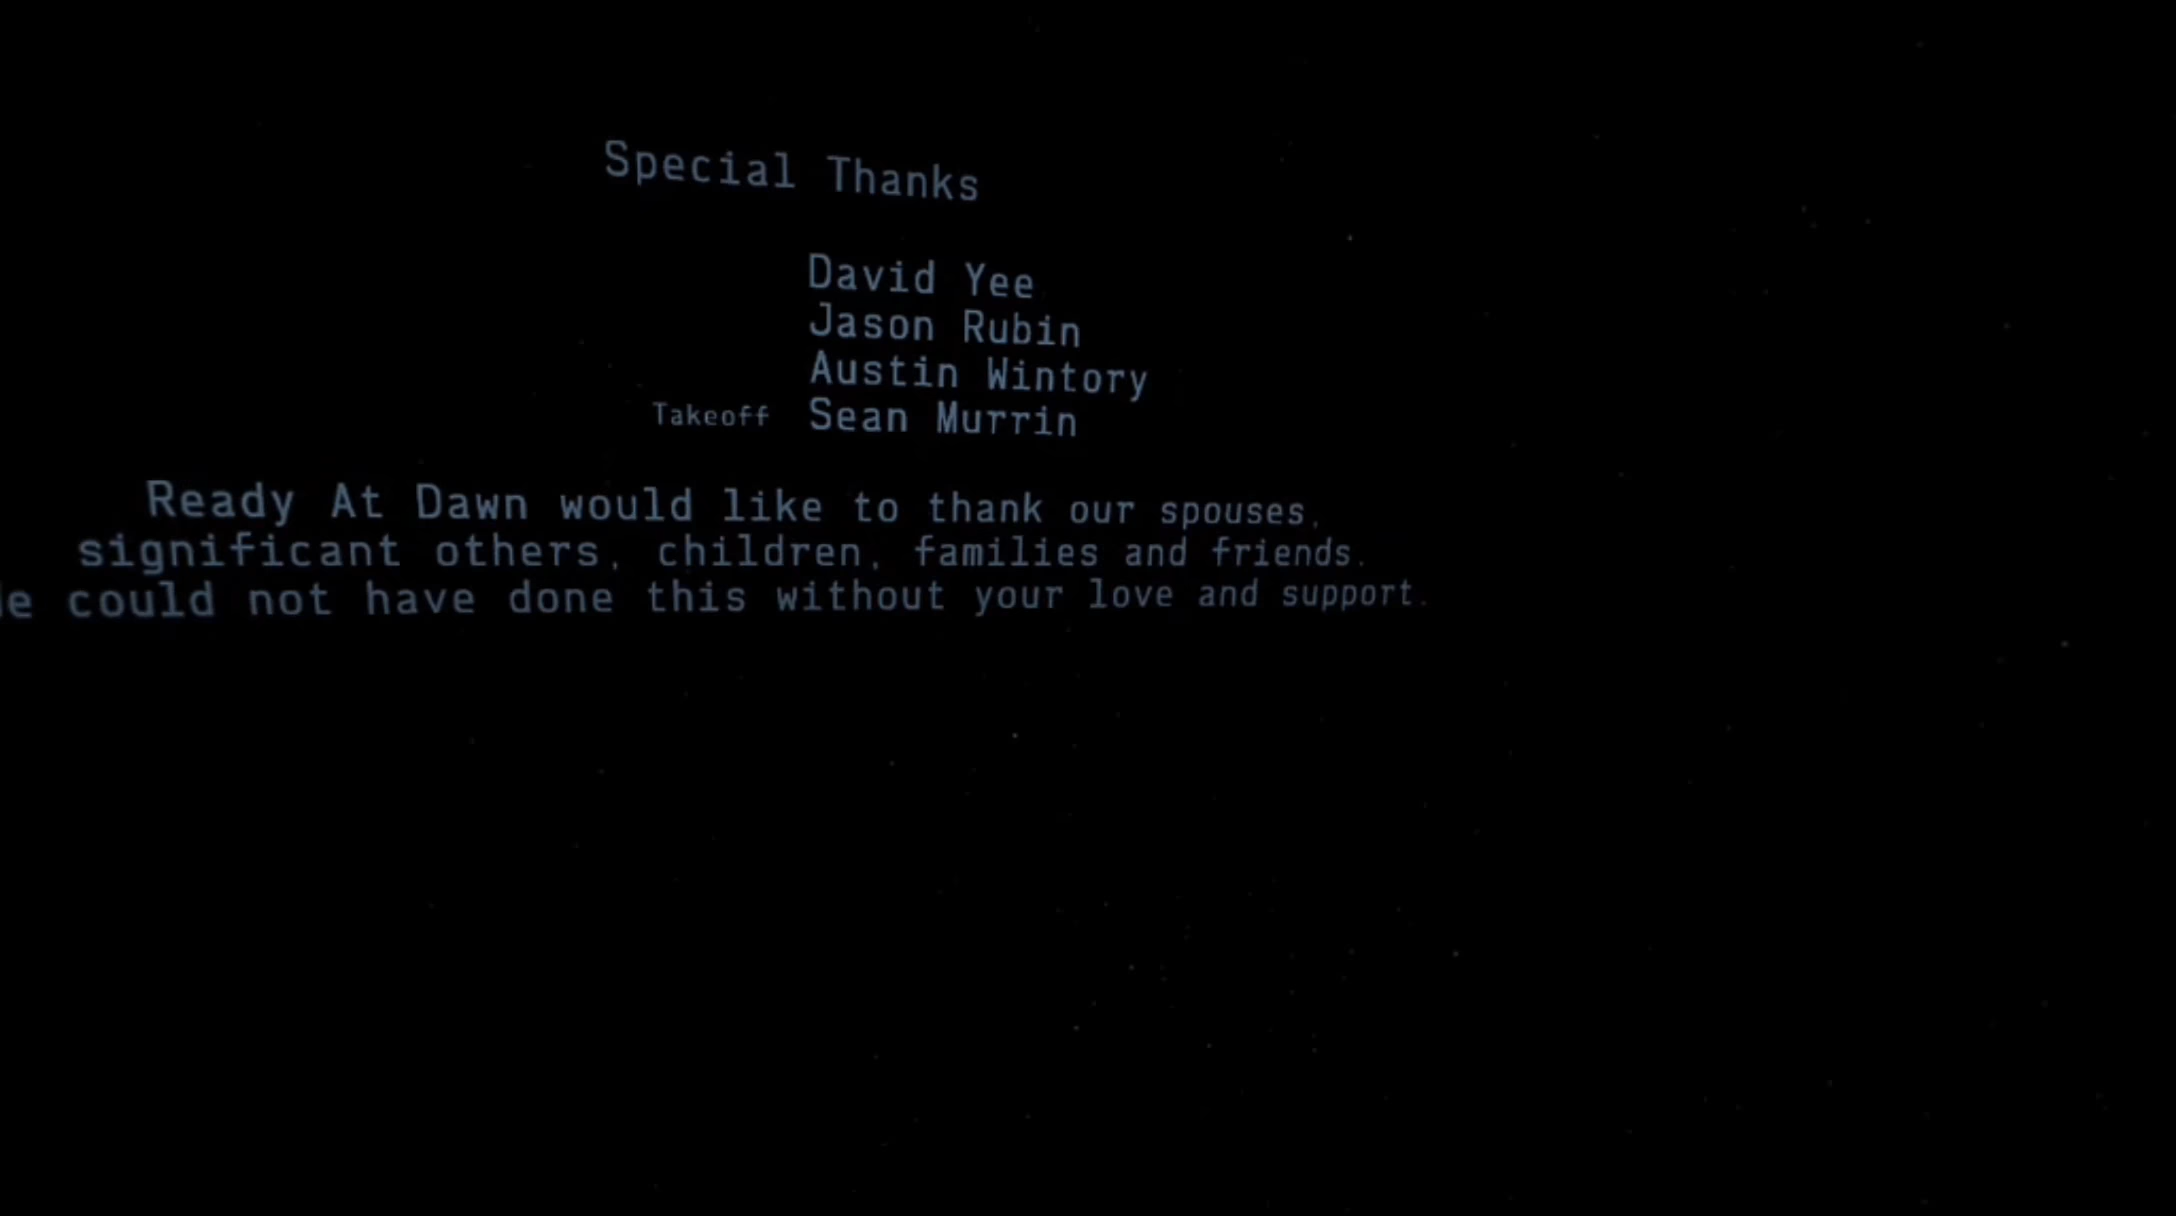 Special Thanks
David Yee
Jason Rubin
Austin Wintory
Takeoff Sean Murrin
Ready At Dawn would like to thank our spouses,
significant others, children, families and friends.
could not have done this without your love and support.